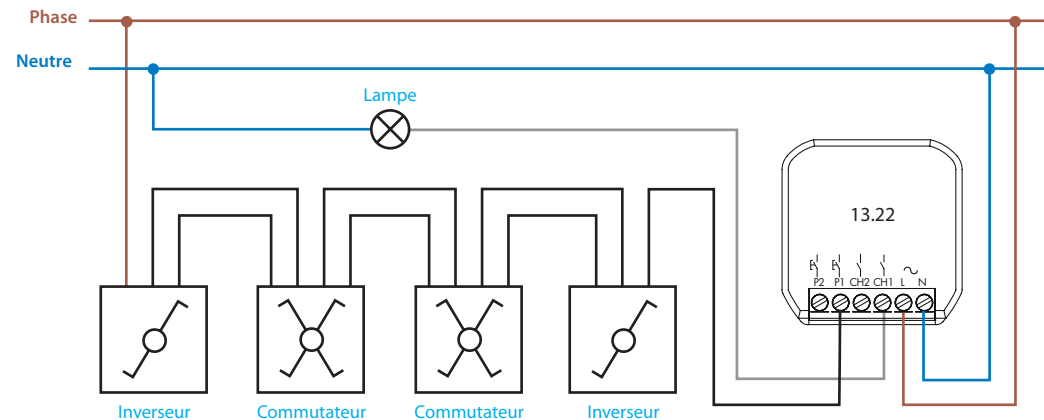 Phase
Neutre
Lampe
13.22
P2 P1 CH2 CH1 L N
Inverseur Commutateur Commutateur Inverseur